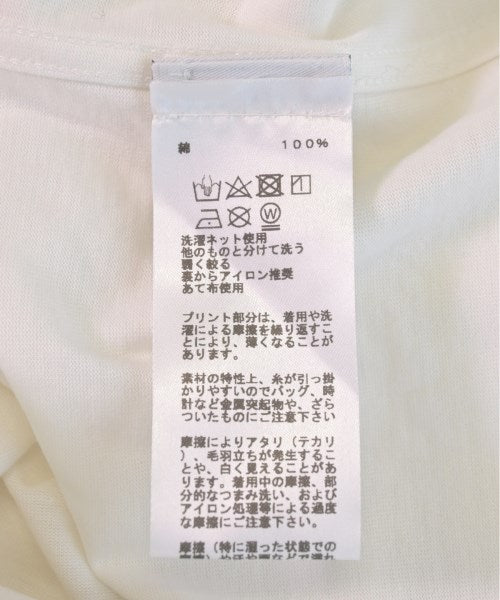 綿 100%
W
洗濯ネット使用
他のものと分けて洗う
弱く絞る
裏からアイロン推奨
あて布使用
プリント部分は、着用や洗
濯による摩擦を繰り返すこ
とにより、薄くなることが
あります。
素材の特性上、糸が引っ掛
かりやすいのでバッグ、時
計など金属突起物や、ざら
ついたものにご注意下さい
摩擦によりアタリ（テカリ
）、毛羽立ちが発生するこ
とや、白く見えることがあ
ります。着用中の摩擦、部
分的なつまみ洗い、および
アイロン処理等による過度
な摩擦にご注意下さい。
摩擦（特に湿った状態での